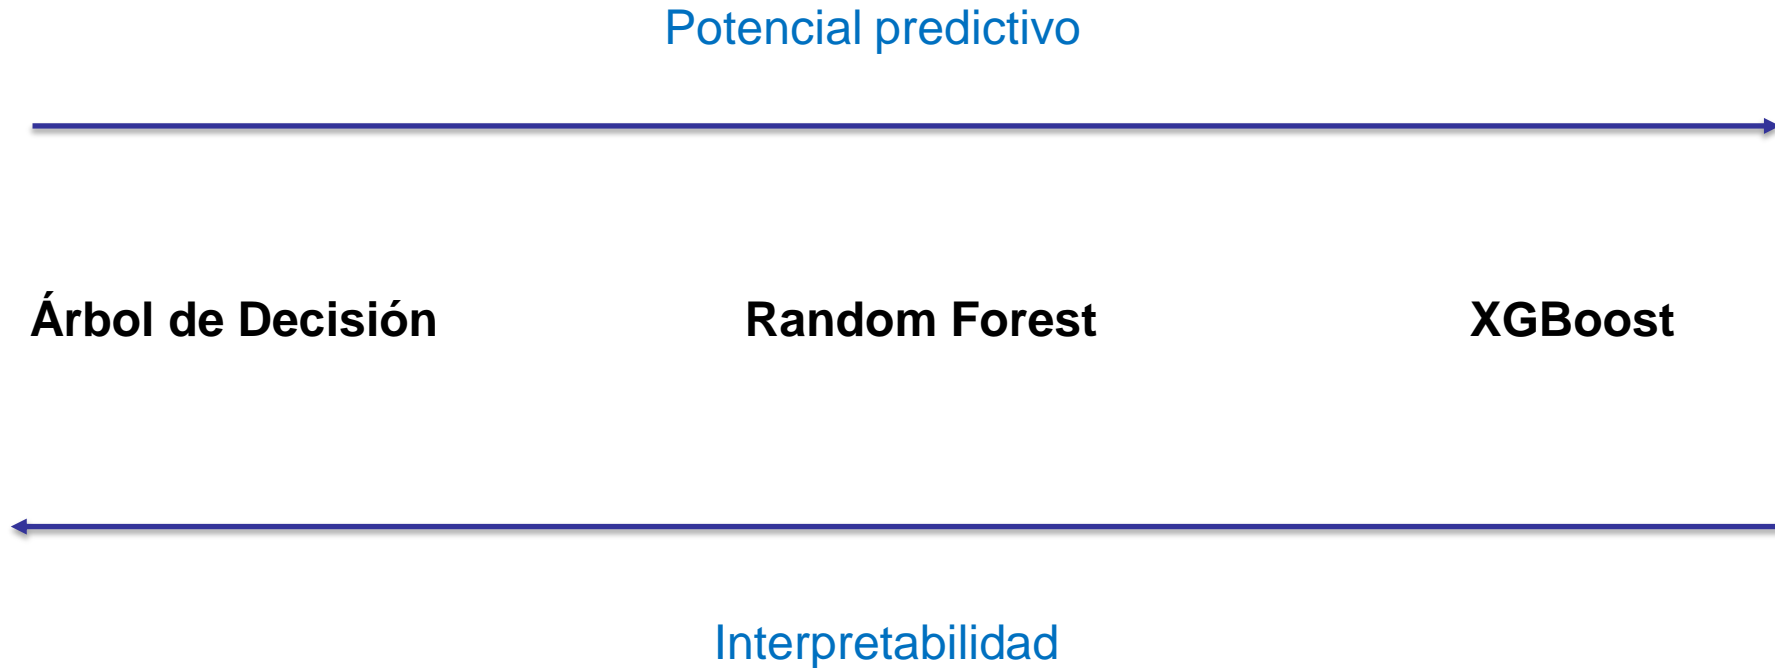 Potencial predictivo
Árbol de Decisión Random Forest XGBoost
Interpretabilidad